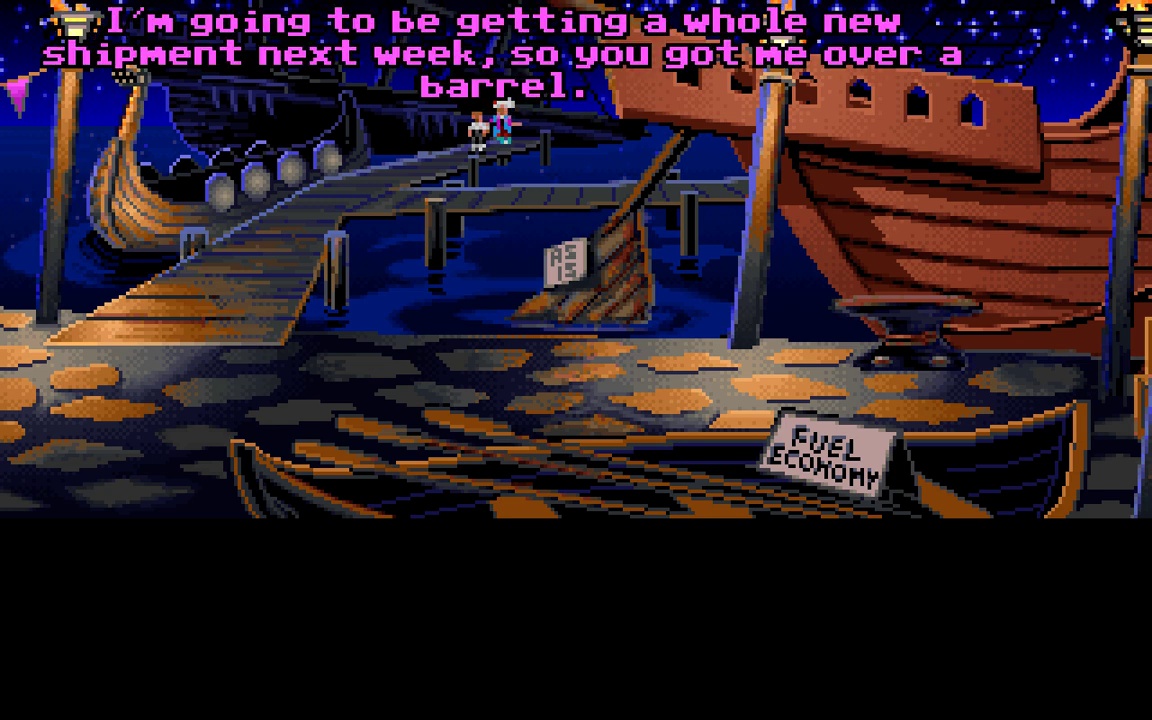 I'm going to be getting a whole new
shipment next week, so you got me over a
barrel.
AS
IS
FUEL
ECONOMY